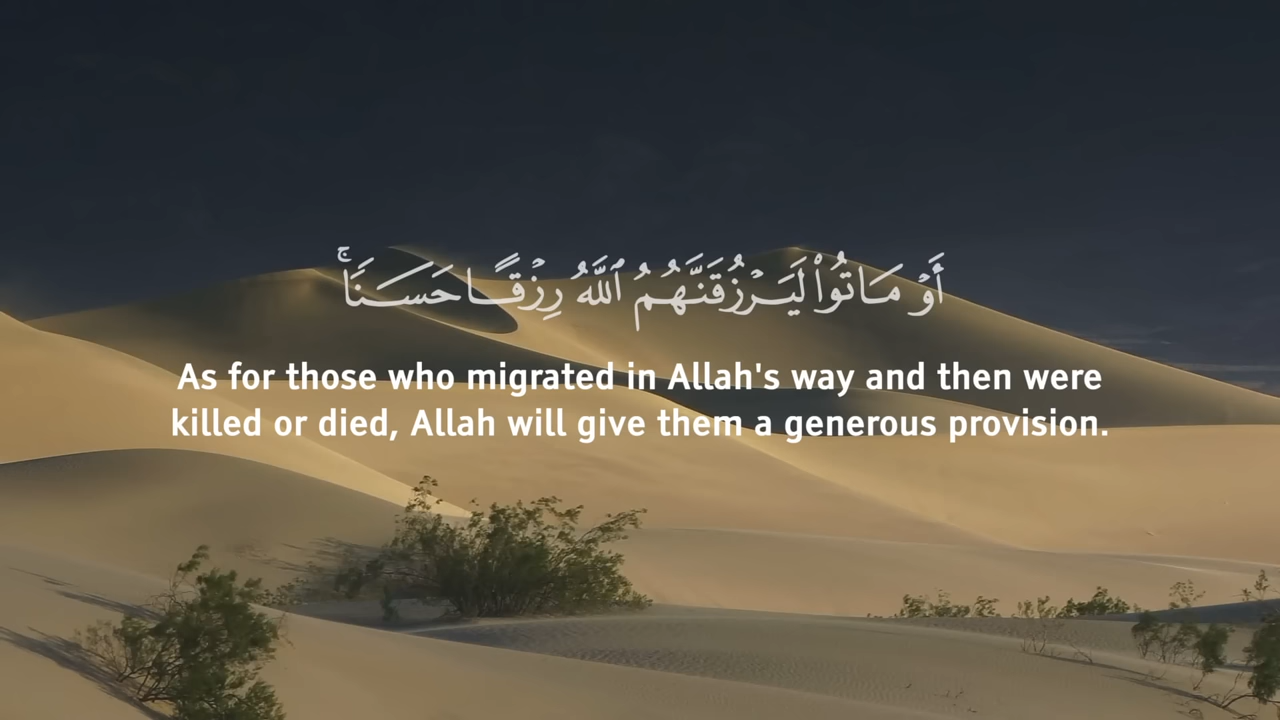 أَوْ مَاتُوا۟ لَيَرْزُقَنَّهُمُ ٱللَّهُ رِزْقًا حَسَنًا ۚ
As for those who migrated in Allah's way and then were
killed or died, Allah will give them a generous provision.